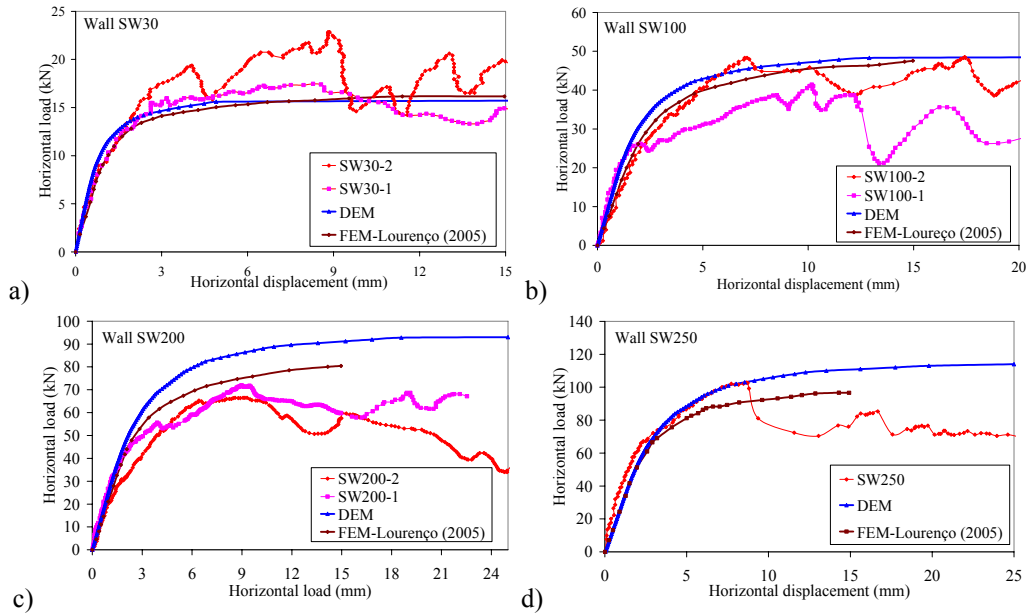 Wall SW30
Horizontal load (kN)
25
20
15
10
5
0
SW30-2
SW30-1
DEM
FEM-Lourenço (2005)
0 3 6 9 12 15
Horizontal displacement (mm)
a)
Wall SW100
Horizontal load (kN)
60
50
40
30
20
10
0
SW100-2
SW100-1
DEM
FEM-Lourenço (2005)
0 5 10 15 20
Horizontal displacement (mm)
b)
Wall SW200
Horizontal load (kN)
100
90
80
70
60
50
40
30
20
10
0
SW200-2
SW200-1
DEM
FEM-Lourenço (2005)
0 3 6 9 12 15 18 21 24
Horizontal load (mm)
c)
Wall SW250
Horizontal load (kN)
140
120
100
80
60
40
20
0
SW250
DEM
FEM-Lourenço (2005)
0 5 10 15 20 25
Horizontal displacement (mm)
d)